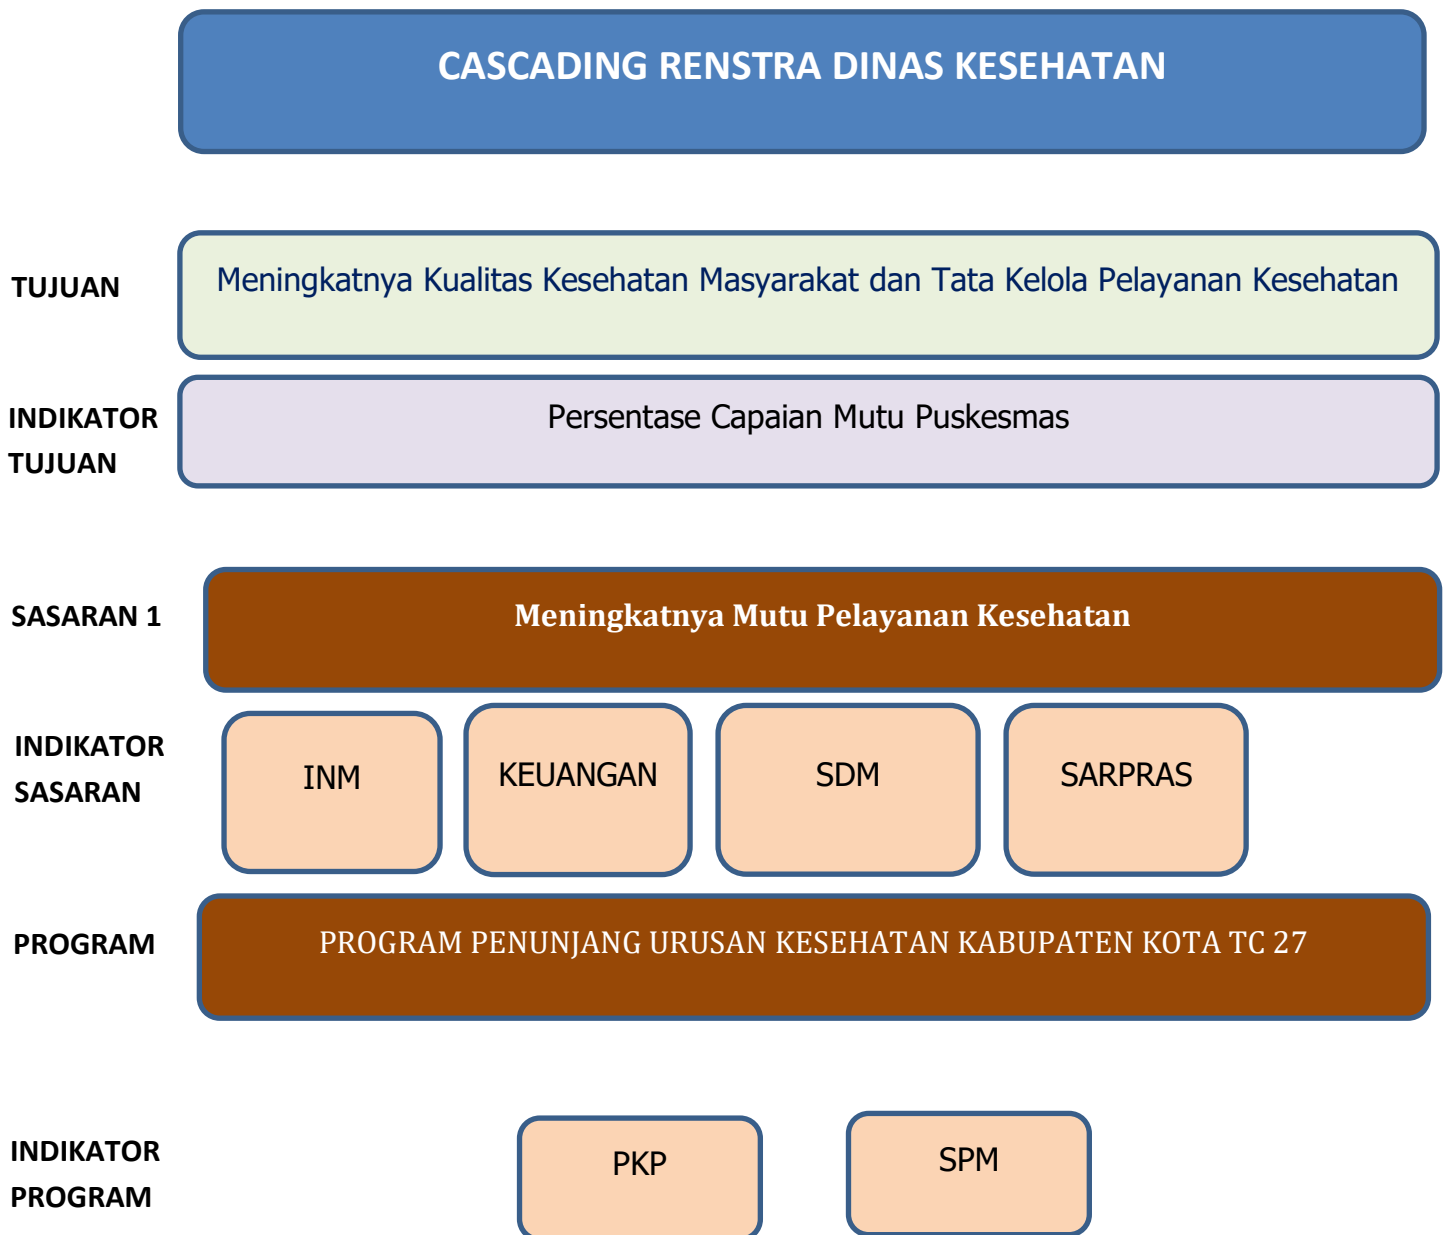 CASCADING RENSTRA DINAS KESEHATAN
TUJUAN
Meningkatnya Kualitas Kesehatan Masyarakat dan Tata Kelola Pelayanan Kesehatan
INDIKATOR
TUJUAN
Persentase Capaian Mutu Puskesmas
SASARAN 1
Meningkatnya Mutu Pelayanan Kesehatan
INDIKATOR
SASARAN
INM
KEUANGAN
SDM
SARPRAS
PROGRAM
PROGRAM PENUNJANG URUSAN KESEHATAN KABUPATEN KOTA TC 27
INDIKATOR
PROGRAM
PKP
SPM